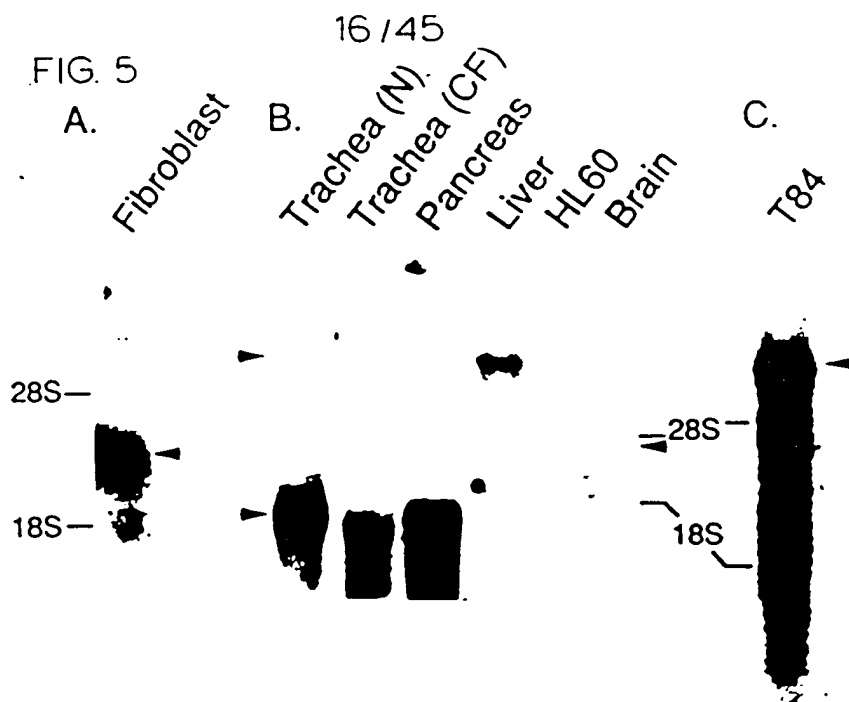 16/45
FIG. 5
A.
Fibroblast
B.
Trachea (N)
Trachea (CF)
Pancreas
Liver
HL60
Brain
C.
T84
28S
18S
28S
18S